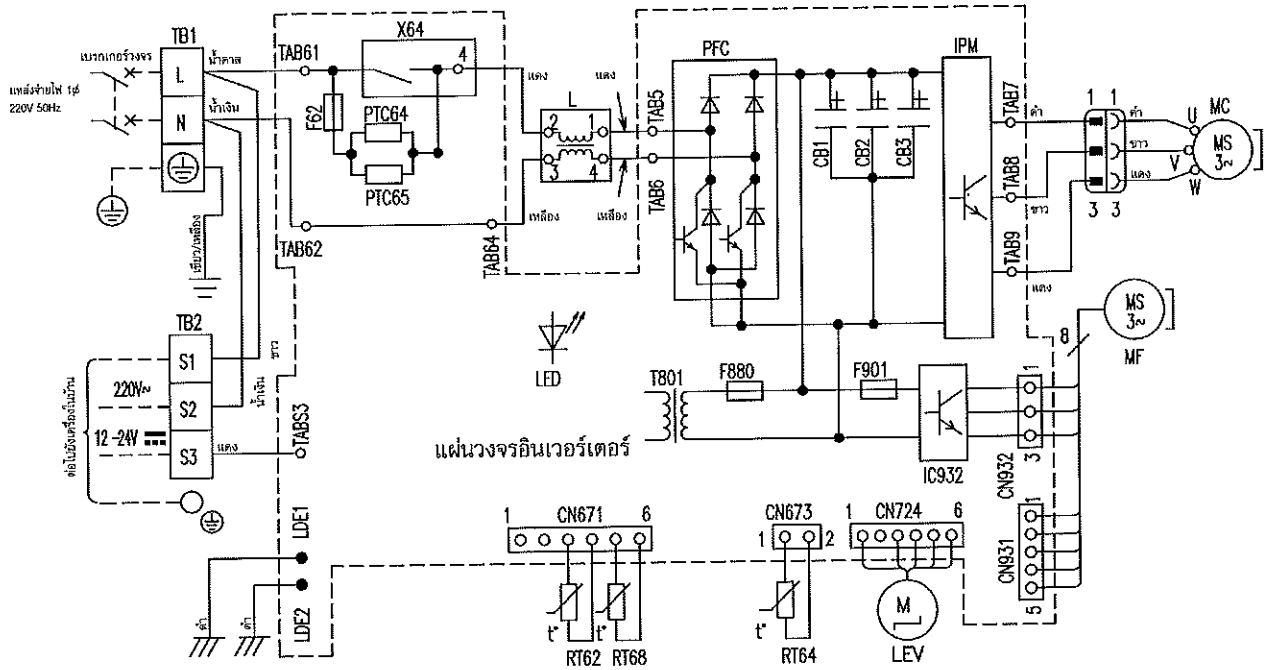 TB1
เบรกเกอร์วงจร
L
N
แหล่งจ่ายไฟ 1φ
220V 50Hz
น้ำตาล
น้ำเงิน
TAB61
X64
4
F62
PTC64
PTC65
TAB62
TAB64
แดง
แดง
L
2 1
3 4
เหลือง
เหลือง
TAB5
TAB6
PFC
CB1
CB2
CB3
IPM
TAB7
TAB8
TAB9
ดำ
ขาว
แดง
1 1
3 3
ดำ
ขาว
แดง
U
V
W
MC
MS
3~
เขียว/เหลือง
TB2
S1
S2
S3
220V~
12-24V
ต่อไปยังเครื่องในบ้าน
ขาว
น้ำเงิน
แดง
TABS3
LED
แผ่นวงจรอินเวอร์เตอร์
T801
F880
F901
IC932
1
3
CN932
8
MS
3~
MF
1
5
CN931
LDE1
LDE2
ดำ
ดำ
1 CN671 6
t°
RT62
t°
RT68
CN673
1 2
t°
RT64
1 CN724 6
M
LEV